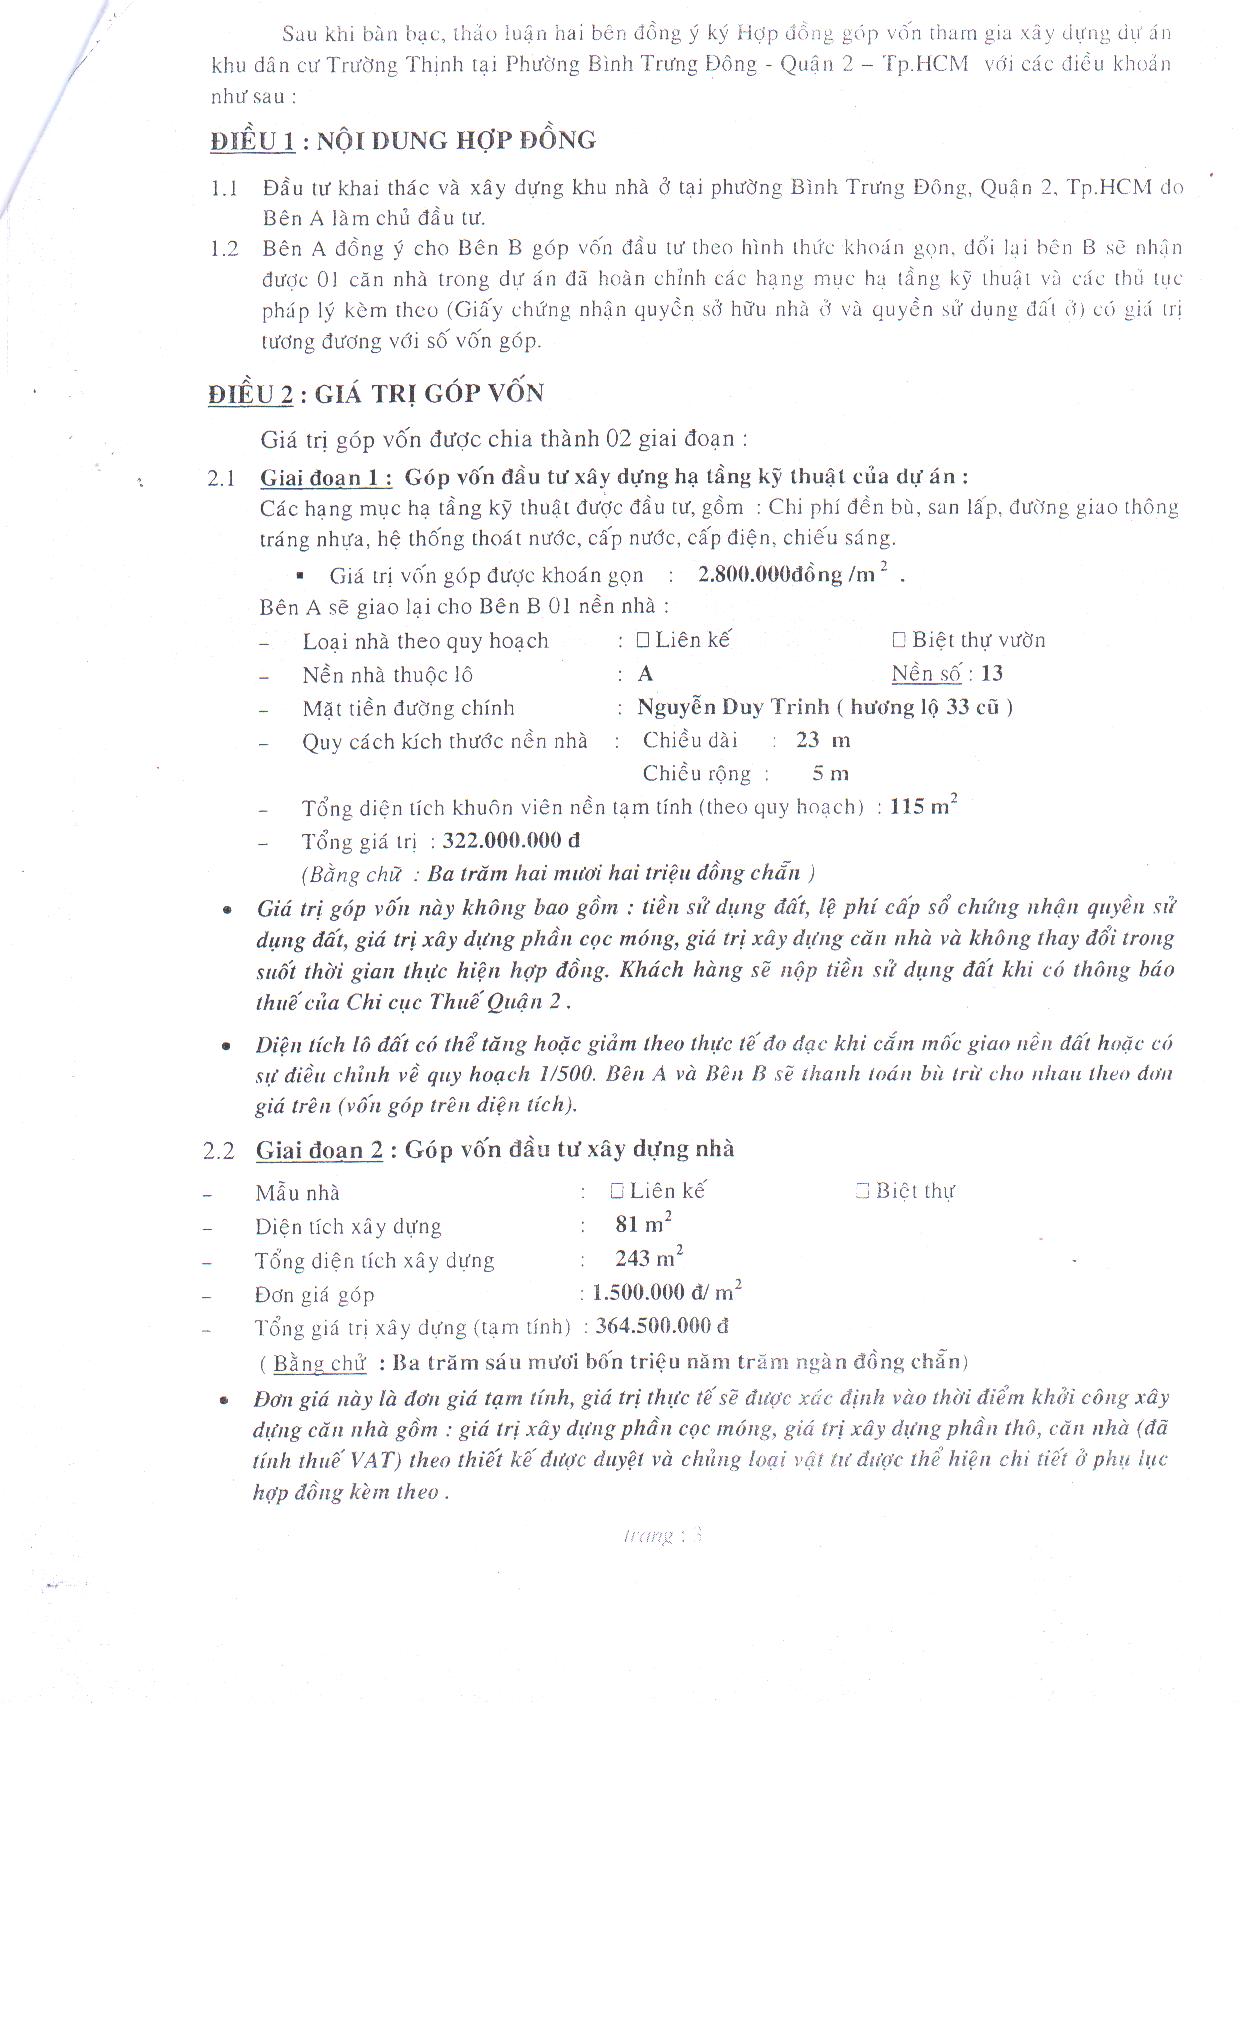 Sau khi bàn bạc, thảo luận hai bên đồng ý ký Hợp đồng góp vốn tham gia xây dựng dự án
khu dân cư Trường Thịnh tại Phường Bình Trưng Đông - Quận 2 – Tp.HCM với các điều khoản
như sau :
ĐIỀU 1 : NỘI DUNG HỢP ĐỒNG
1.1 Đầu tư khai thác và xây dựng khu nhà ở tại phường Bình Trưng Đông, Quận 2, Tp.HCM do
Bên A làm chủ đầu tư.
1.2 Bên A đồng ý cho Bên B góp vốn đầu tư theo hình thức khoán gọn, đổi lại bên B sẽ nhận
được 01 căn nhà trong dự án đã hoàn chỉnh các hạng mục hạ tầng kỹ thuật và các thủ tục
pháp lý kèm theo (Giấy chứng nhận quyền sở hữu nhà ở và quyền sử dụng đất ở) có giá trị
tương đương với số vốn góp.
ĐIỀU 2 : GIÁ TRỊ GÓP VỐN
Giá trị góp vốn được chia thành 02 giai đoạn :
2.1 Giai đoạn 1 : Góp vốn đầu tư xây dựng hạ tầng kỹ thuật của dự án :
Các hạng mục hạ tầng kỹ thuật được đầu tư, gồm : Chi phí đền bù, san lấp, đường giao thông
tráng nhựa, hệ thống thoát nước, cấp nước, cấp điện, chiếu sáng.
▪ Giá trị vốn góp được khoán gọn : 2.800.000đồng /m² .
Bên A sẽ giao lại cho Bên B 01 nền nhà :
– Loại nhà theo quy hoạch : □ Liên kế □ Biệt thự vườn
– Nền nhà thuộc lô : A Nền số : 13
– Mặt tiền đường chính : Nguyễn Duy Trinh ( hương lộ 33 cũ )
– Quy cách kích thước nền nhà : Chiều dài : 23 m
Chiều rộng : 5 m
– Tổng diện tích khuôn viên nền tạm tính (theo quy hoạch) : 115 m²
– Tổng giá trị : 322.000.000 đ
(Bằng chữ : Ba trăm hai mươi hai triệu đồng chẵn )
• Giá trị góp vốn này không bao gồm : tiền sử dụng đất, lệ phí cấp sổ chứng nhận quyền sử
dụng đất, giá trị xây dựng phần cọc móng, giá trị xây dựng căn nhà và không thay đổi trong
suốt thời gian thực hiện hợp đồng. Khách hàng sẽ nộp tiền sử dụng đất khi có thông báo
thuế của Chi cục Thuế Quận 2 .
• Diện tích lô đất có thể tăng hoặc giảm theo thực tế đo đạc khi cắm mốc giao nền đất hoặc có
sự điều chỉnh về quy hoạch 1/500. Bên A và Bên B sẽ thanh toán bù trừ cho nhau theo đơn
giá trên (vốn góp trên diện tích).
2.2 Giai đoạn 2 : Góp vốn đầu tư xây dựng nhà
– Mẫu nhà : □ Liên kế □ Biệt thự
– Diện tích xây dựng : 81 m²
– Tổng diện tích xây dựng : 243 m²
– Đơn giá góp : 1.500.000 đ/ m²
– Tổng giá trị xây dựng (tạm tính) : 364.500.000 đ
( Bằng chử : Ba trăm sáu mươi bốn triệu năm trăm ngàn đồng chẵn)
• Đơn giá này là đơn giá tạm tính, giá trị thực tế sẽ được xác định vào thời điểm khởi công xây
dựng căn nhà gồm : giá trị xây dựng phần cọc móng, giá trị xây dựng phần thô, căn nhà (đã
tính thuế VAT) theo thiết kế được duyệt và chủng loại vật tư được thể hiện chi tiết ở phụ lục
hợp đồng kèm theo .
trang : 3